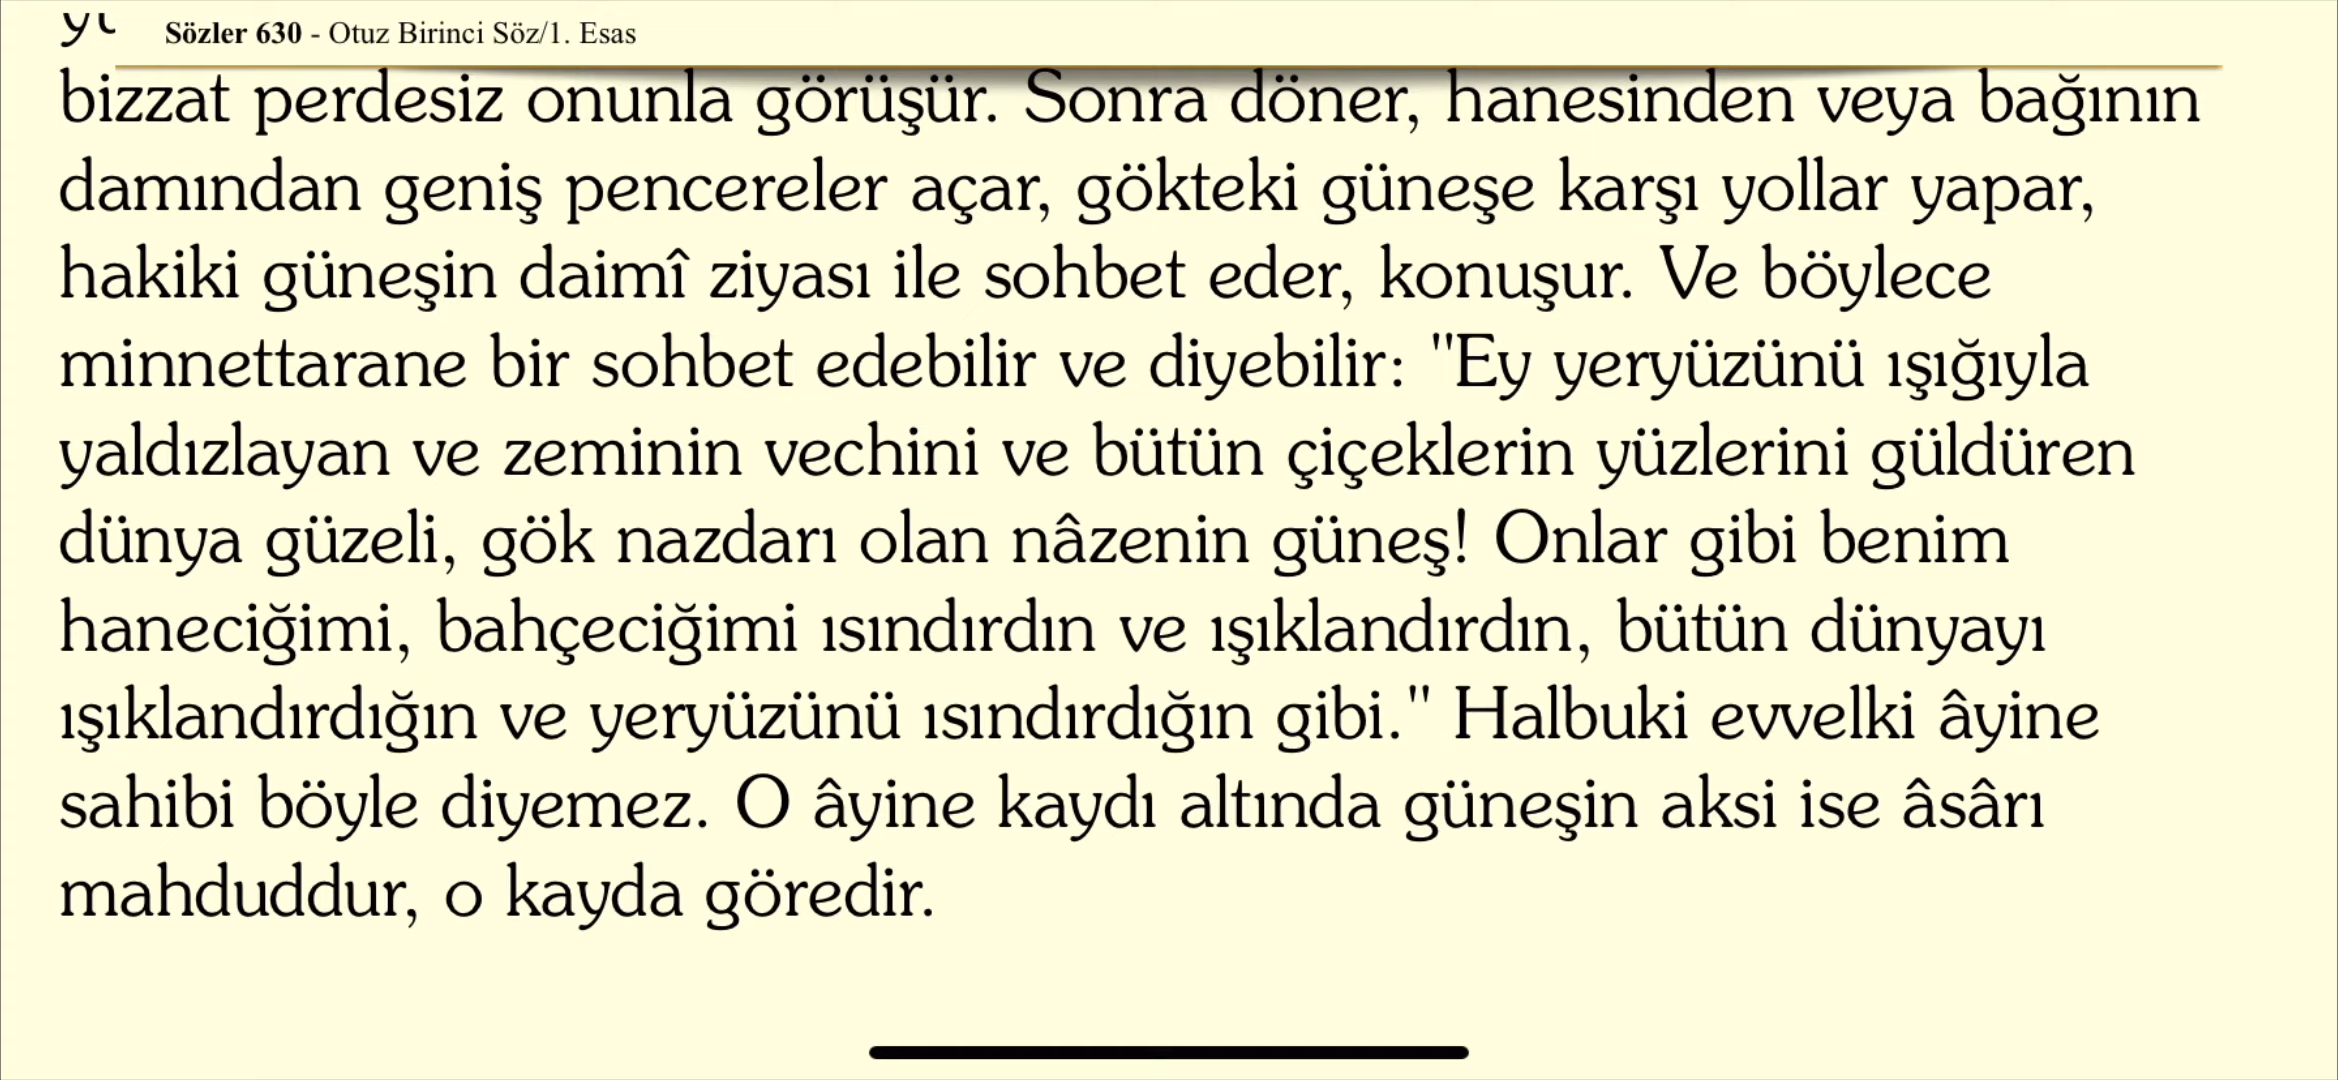 Sözler 630 - Otuz Birinci Söz/1. Esas
bizzat perdesiz onunla görüşür. Sonra döner, hanesinden veya bağının
damından geniş pencereler açar, gökteki güneşe karşı yollar yapar,
hakiki güneşin daimî ziyası ile sohbet eder, konuşur. Ve böylece
minnettarane bir sohbet edebilir ve diyebilir: "Ey yeryüzünü ışığıyla
yaldızlayan ve zeminin vechini ve bütün çiçeklerin yüzlerini güldüren
dünya güzeli, gök nazdarı olan nâzenin güneş! Onlar gibi benim
haneciğimi, bahçeciğimi ısındırdın ve ışıklandırdın, bütün dünyayı
ışıklandırdığın ve yeryüzünü ısındırdığın gibi." Halbuki evvelki âyine
sahibi böyle diyemez. O âyine kaydı altında güneşin aksi ise âsârı
mahduddur, o kayda göredir.